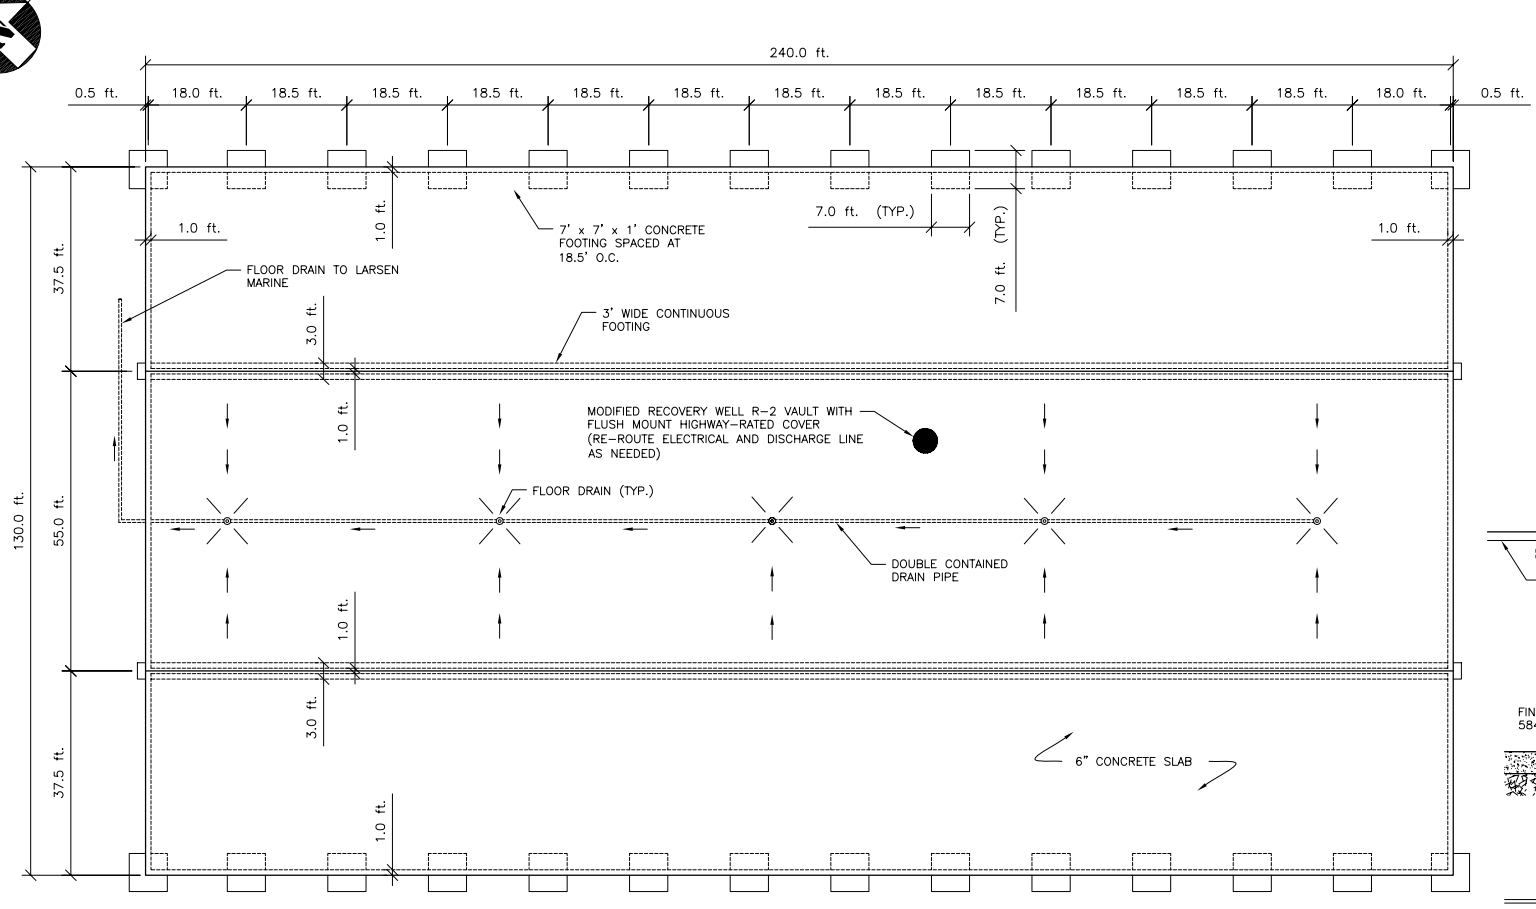 240.0 ft.
0.5 ft. 18.0 ft. 18.5 ft. 18.5 ft. 18.5 ft. 18.5 ft. 18.5 ft. 18.5 ft. 18.5 ft. 18.5 ft. 18.5 ft. 18.5 ft. 18.5 ft. 18.0 ft. 0.5 ft.
1.0 ft.
1.0 ft.
7' x 7' x 1' CONCRETE
FOOTING SPACED AT
18.5' O.C.
7.0 ft. (TYP.)
7.0 ft. (TYP.)
1.0 ft.
37.5 ft.
FLOOR DRAIN TO LARSEN
MARINE
3.0 ft.
3' WIDE CONTINUOUS
FOOTING
1.0 ft.
MODIFIED RECOVERY WELL R-2 VAULT WITH
FLUSH MOUNT HIGHWAY-RATED COVER
(RE-ROUTE ELECTRICAL AND DISCHARGE LINE
AS NEEDED)
FLOOR DRAIN (TYP.)
130.0 ft.
55.0 ft.
DOUBLE CONTAINED
DRAIN PIPE
1.0 ft.
3.0 ft.
37.5 ft.
6" CONCRETE SLAB
1.0 ft.
FIN
584